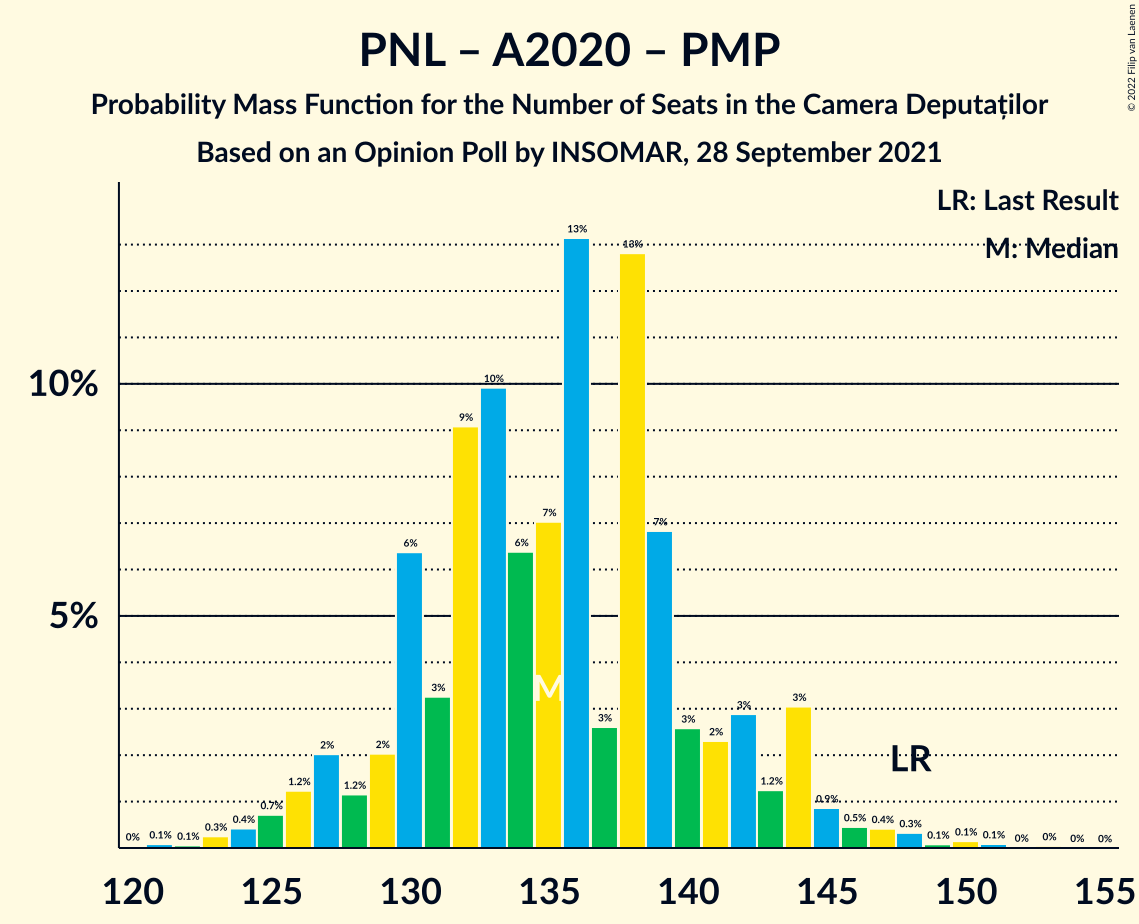 PNL – A2020 – PMP
Probability Mass Function for the Number of Seats in the Camera Deputaților
Based on an Opinion Poll by INSOMAR, 28 September 2021
© 2022 Filip van Laenen
LR: Last Result
M: Median
10%
5%
0% 0.1% 0.1% 0.3% 0.4% 0.7% 1.2% 2% 1.2% 2% 6% 3% 9% 10% 6% 7% 13% 3% 13% 7% 3% 2% 3% 1.2% 3% 0.9% 0.5% 0.4% 0.3% 0.1% 0.1% 0.1% 0% 0% 0% 0%
M
LR
120 125 130 135 140 145 150 155